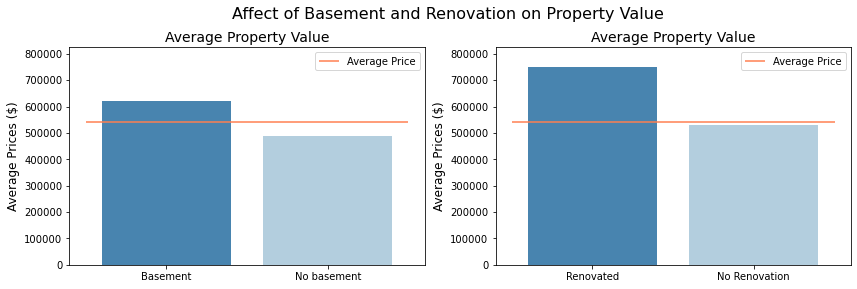 Affect of Basement and Renovation on Property Value
Average Property Value
Average Prices ($)
800000
700000
600000
500000
400000
300000
200000
100000
0
Average Price
Basement
No basement
Average Property Value
Average Prices ($)
800000
700000
600000
500000
400000
300000
200000
100000
0
Average Price
Renovated
No Renovation